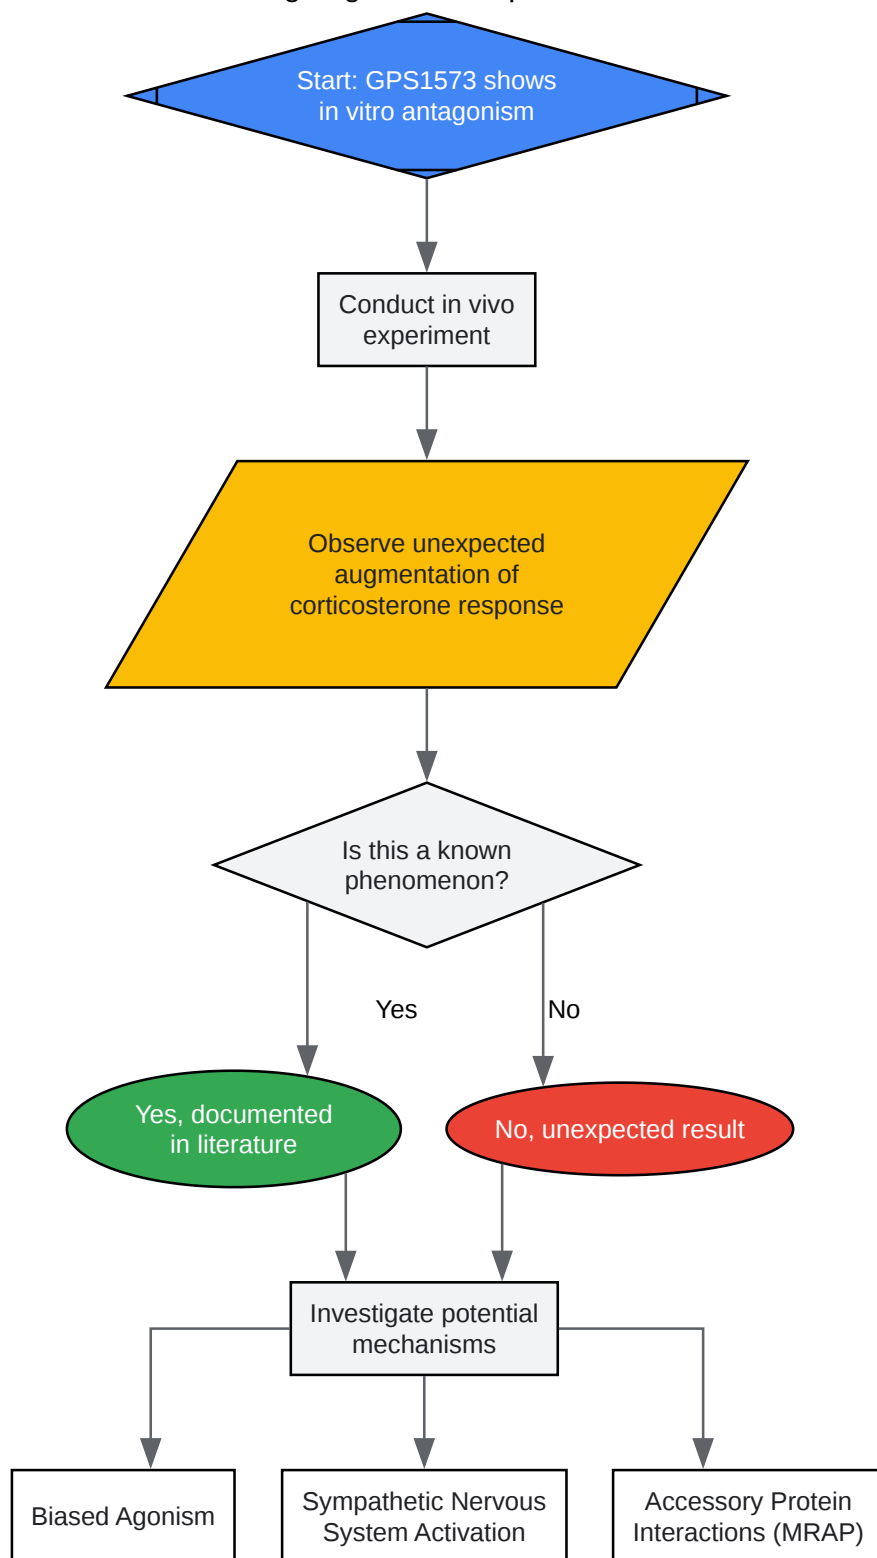 Start: GPS1573 shows
in vitro antagonism
Conduct in vivo
experiment
Observe unexpected
augmentation of
corticosterone response
Is this a known
phenomenon?
Yes
No
Yes, documented
in literature
No, unexpected result
Investigate potential
mechanisms
Biased Agonism
Sympathetic Nervous
System Activation
Accessory Protein
Interactions (MRAP)